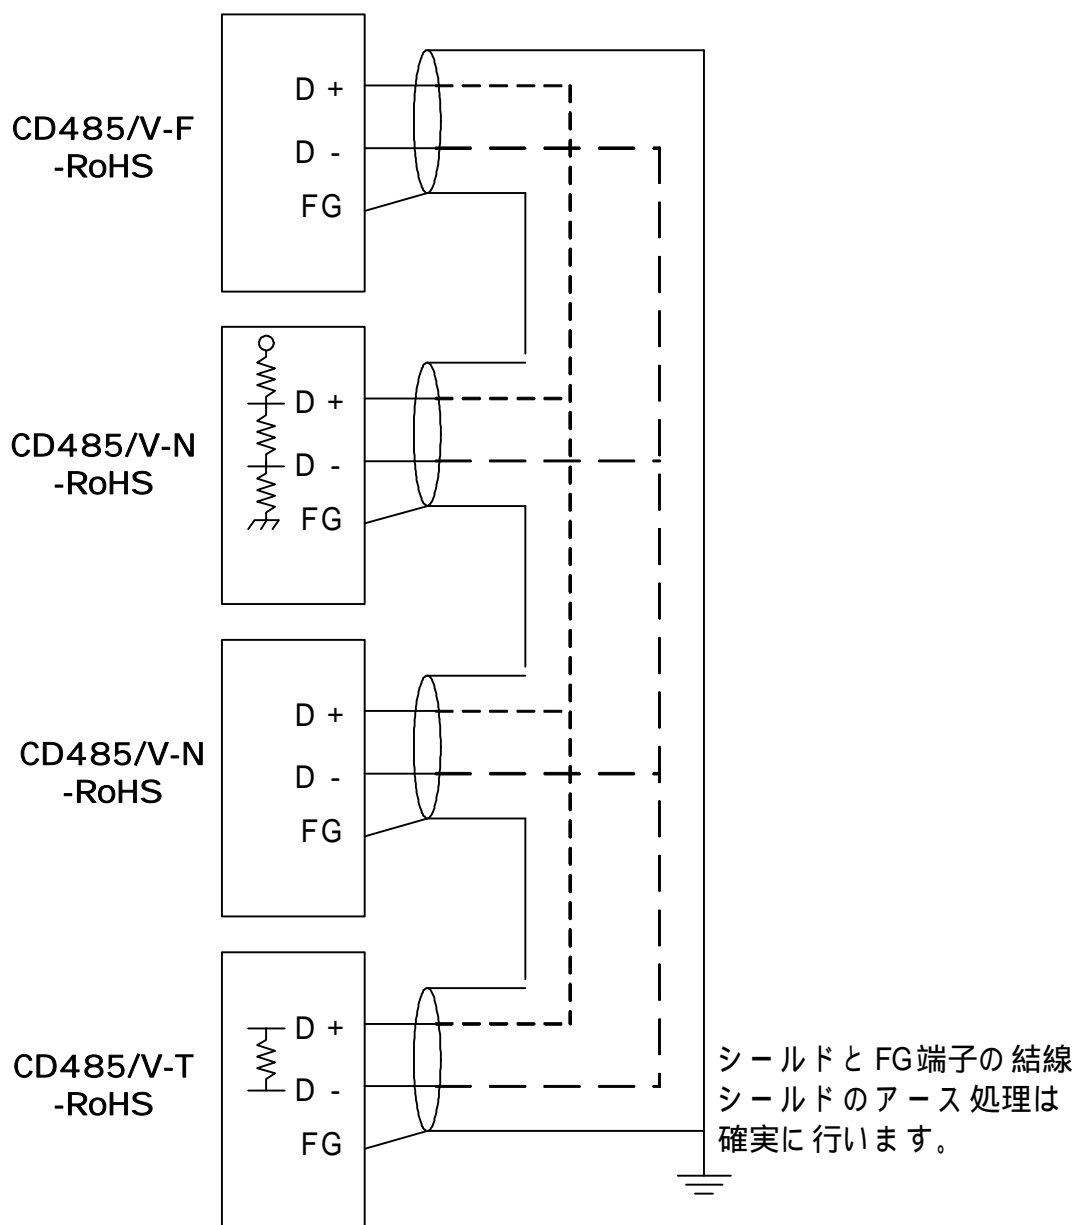 CD485/V-F
-RoHS
D +
D -
FG
CD485/V-N
-RoHS
D +
D -
FG
CD485/V-N
-RoHS
D +
D -
FG
CD485/V-T
-RoHS
D +
D -
FG
シールドとFG端子の結線
シールドのアース処理は
確実に行います。